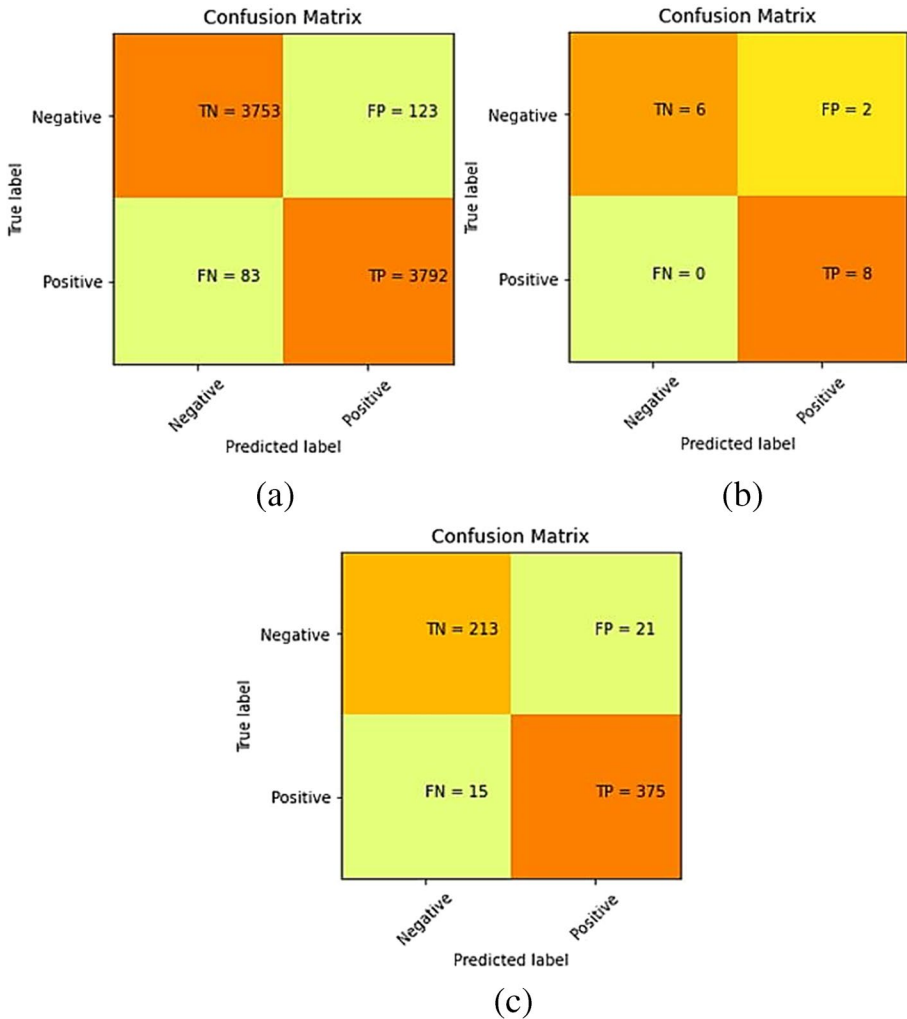 Confusion Matrix
Negative
TN = 3753
FP = 123
True label
Positive
FN = 83
TP = 3792
Negative
Positive
Predicted label
(a)
Confusion Matrix
Negative
TN = 6
FP = 2
True label
Positive
FN = 0
TP = 8
Negative
Positive
Predicted label
(b)
Confusion Matrix
Negative
TN = 213
FP = 21
True label
Positive
FN = 15
TP = 375
Negative
Positive
Predicted label
(c)